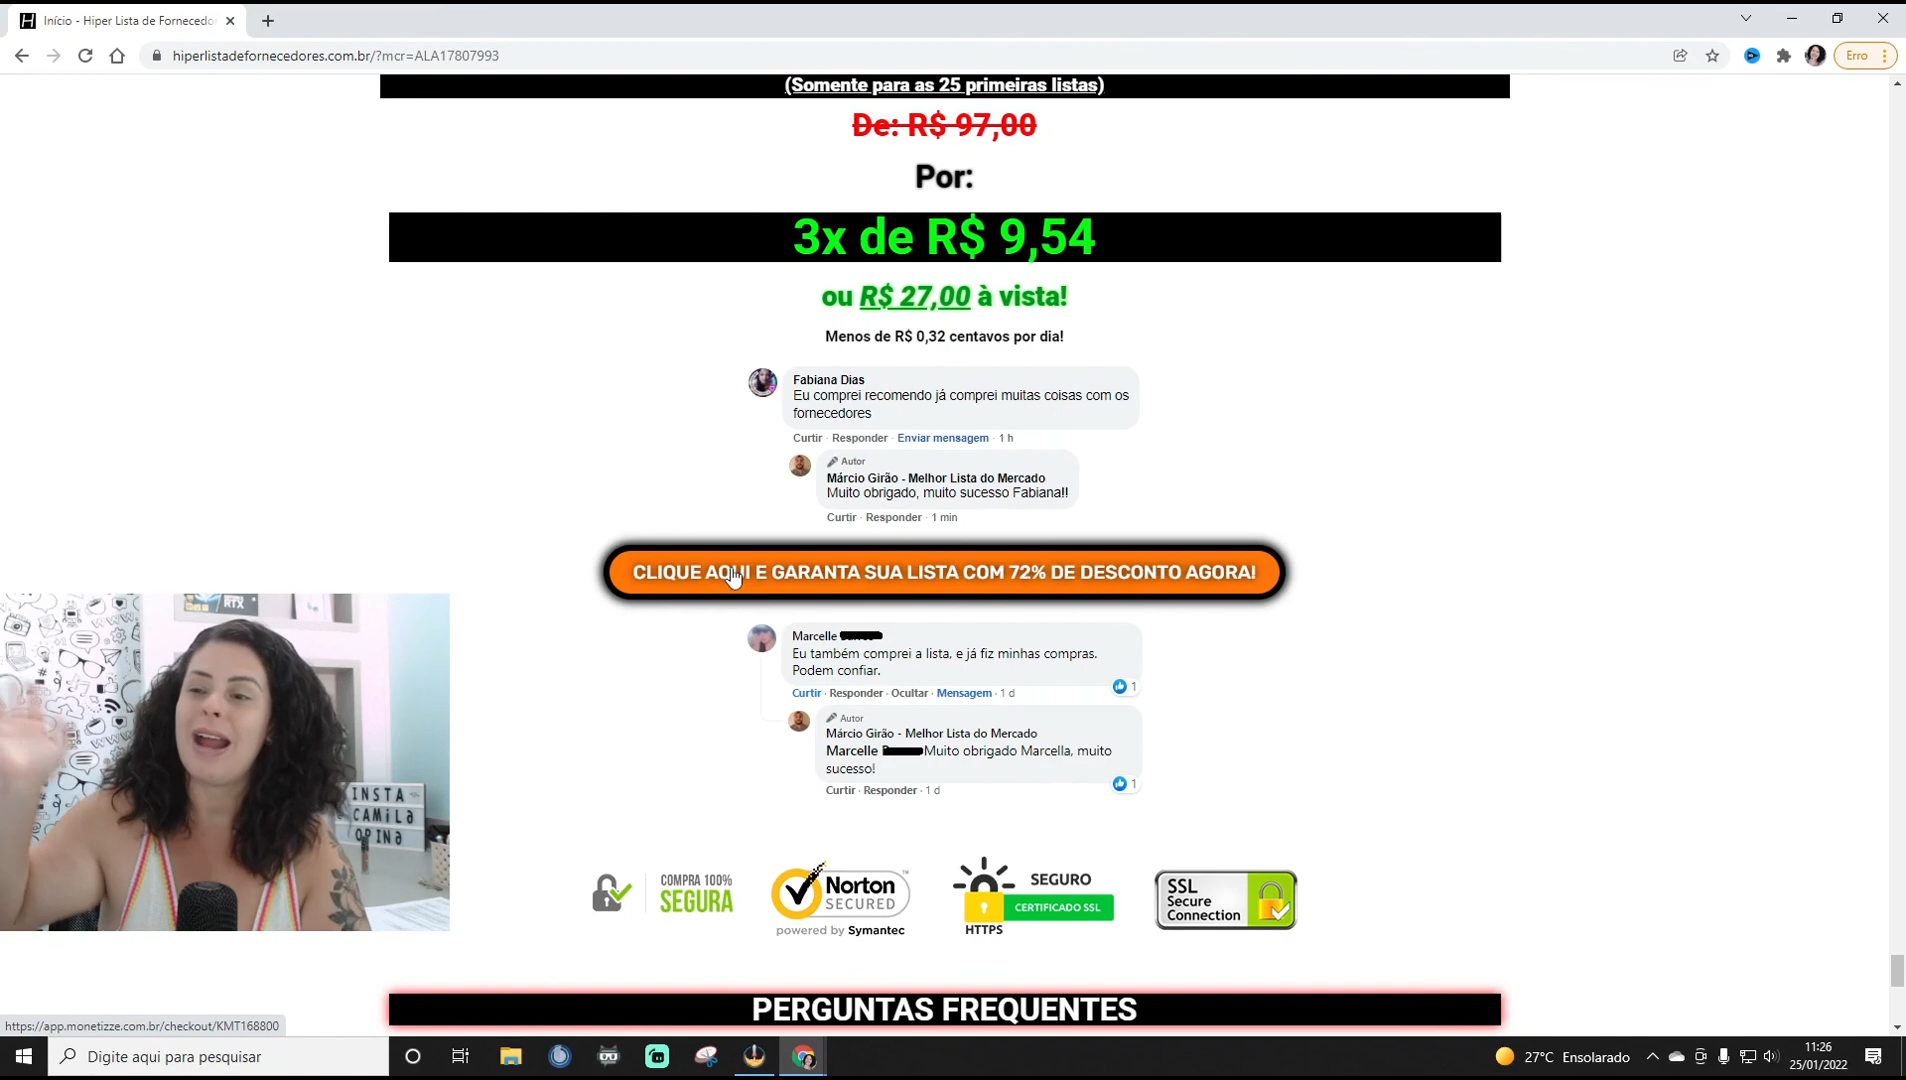 Início - Hiper Lista de Fornecedo
hiperlistadefornecedores.com.br/?mcr=ALA17807993
Erro
(Somente para as 25 primeiras listas)
De: R$ 97,00
Por:
3x de R$ 9,54
ou R$ 27,00 à vista!
Menos de R$ 0,32 centavos por dia!
Fabiana Dias
Eu comprei recomendo já comprei muitas coisas com os
fornecedores
Curtir · Responder · Enviar mensagem · 1 h
Autor
Márcio Girão - Melhor Lista do Mercado
Muito obrigado, muito sucesso Fabiana!!
Curtir · Responder · 1 min
CLIQUE AQUI E GARANTA SUA LISTA COM 72% DE DESCONTO AGORA!
Marcelle
Eu também comprei a lista, e já fiz minhas compras.
Podem confiar.
Curtir · Responder · Ocultar · Mensagem · 1 d
1
Autor
Márcio Girão - Melhor Lista do Mercado
Marcelle Muito obrigado Marcella, muito
sucesso!
1
Curtir · Responder · 1 d
RTX
INSTA
CAMILA
OPINA
COMPRA 100%
SEGURA
Norton
SECURED
powered by Symantec
SEGURO
CERTIFICADO SSL
HTTPS
SSL
Secure
Connection
PERGUNTAS FREQUENTES
https://app.monetizze.com.br/checkout/KMT168800
Digite aqui para pesquisar
27°C Ensolarado
11:26
25/01/2022